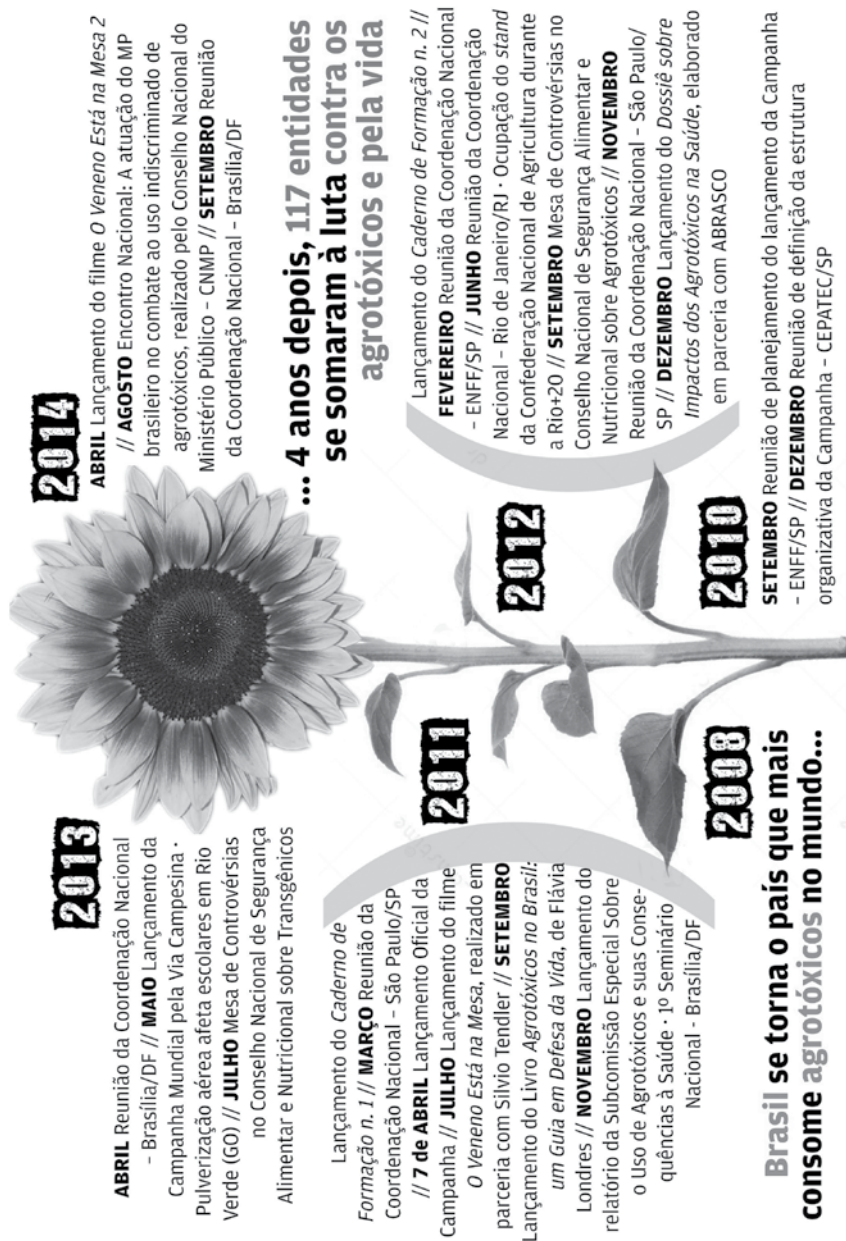 2008
Brasil se torna o país que mais
consome agrotóxicos no mundo...
2010
SETEMBRO Reunião de planejamento do lançamento da Campanha
– ENFF/SP // DEZEMBRO Reunião de definição da estrutura
organizativa da Campanha – CEPATEC/SP
2011
Lançamento do Caderno de
Formação n. 1 // MARÇO Reunião da
Coordenação Nacional – São Paulo/SP
// 7 de ABRIL Lançamento Oficial da
Campanha // JULHO Lançamento do filme
O Veneno Está na Mesa, realizado em
parceria com Silvio Tendler // SETEMBRO
Lançamento do Livro Agrotóxicos no Brasil:
um Guia em Defesa da Vida, de Flávia
Londres // NOVEMBRO Lançamento do
relatório da Subcomissão Especial Sobre
o Uso de Agrotóxicos e suas Conse-
quências à Saúde · 1º Seminário
Nacional - Brasília/DF
2012
Lançamento do Caderno de Formação n. 2 //
FEVEREIRO Reunião da Coordenação Nacional
– ENFF/SP // JUNHO Reunião da Coordenação
Nacional – Rio de Janeiro/RJ · Ocupação do stand
da Confederação Nacional de Agricultura durante
a Rio+20 // SETEMBRO Mesa de Controvérsias no
Conselho Nacional de Segurança Alimentar e
Nutricional sobre Agrotóxicos // NOVEMBRO
Reunião da Coordenação Nacional – São Paulo/
SP // DEZEMBRO Lançamento do Dossiê sobre
Impactos dos Agrotóxicos na Saúde, elaborado
em parceria com ABRASCO
2013
ABRIL Reunião da Coordenação Nacional
– Brasília/DF // MAIO Lançamento da
Campanha Mundial pela Via Campesina ·
Pulverização aérea afeta escolares em Rio
Verde (GO) // JULHO Mesa de Controvérsias
no Conselho Nacional de Segurança
Alimentar e Nutricional sobre Transgênicos
2014
ABRIL Lançamento do filme O Veneno Está na Mesa 2
// AGOSTO Encontro Nacional: A atuação do MP
brasileiro no combate ao uso indiscriminado de
agrotóxicos, realizado pelo Conselho Nacional do
Ministério Público – CNMP // SETEMBRO Reunião
da Coordenação Nacional – Brasília/DF
... 4 anos depois, 117 entidades
se somaram à luta contra os
agrotóxicos e pela vida